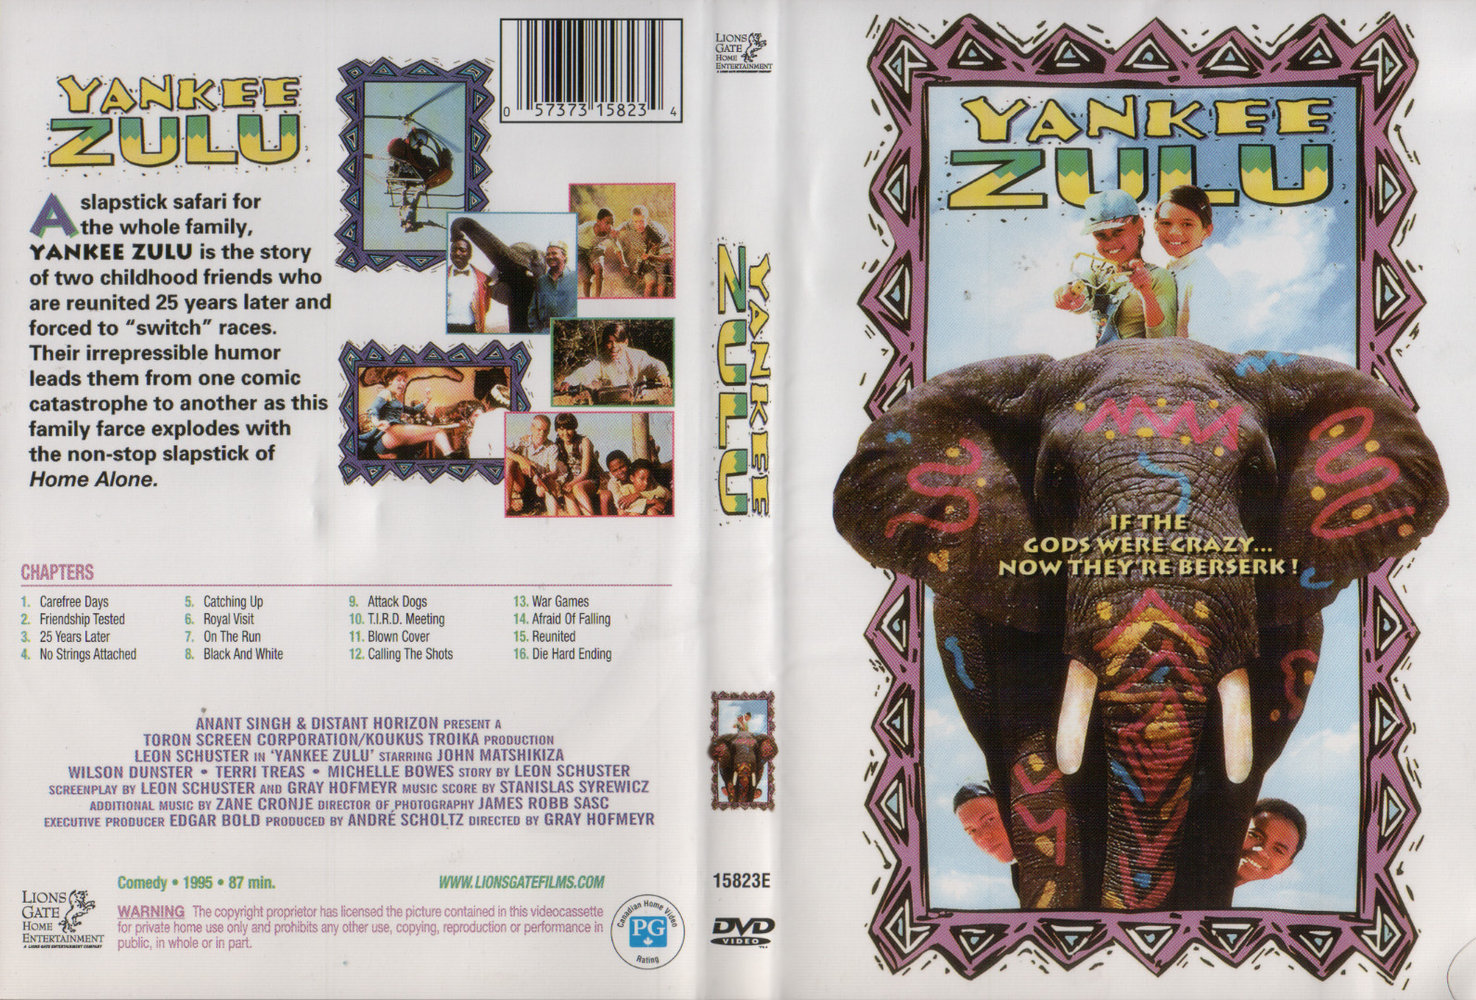 YANKEE
ZULU
A slapstick safari for
the whole family,
YANKEE ZULU is the story
of two childhood friends who
are reunited 25 years later and
forced to “switch” races.
Their irrepressible humor
leads them from one comic
catastrophe to another as this
family farce explodes with
the non-stop slapstick of
Home Alone.
0 57373 15823 4
CHAPTERS
1. Carefree Days
2. Friendship Tested
3. 25 Years Later
4. No Strings Attached
5. Catching Up
6. Royal Visit
7. On The Run
8. Black And White
9. Attack Dogs
10. T.I.R.D. Meeting
11. Blown Cover
12. Calling The Shots
13. War Games
14. Afraid Of Falling
15. Reunited
16. Die Hard Ending
ANANT SINGH & DISTANT HORIZON PRESENT A
TORON SCREEN CORPORATION/KOUKUS TROIKA PRODUCTION
LEON SCHUSTER IN ‘YANKEE ZULU’ STARRING JOHN MATSHIKIZA
WILSON DUNSTER • TERRI TREAS • MICHELLE BOWES STORY BY LEON SCHUSTER
SCREENPLAY BY LEON SCHUSTER AND GRAY HOFMEYR MUSIC SCORE BY STANISLAS SYREWICZ
ADDITIONAL MUSIC BY ZANE CRONJE DIRECTOR OF PHOTOGRAPHY JAMES ROBB SASC
EXECUTIVE PRODUCER EDGAR BOLD PRODUCED BY ANDRÉ SCHOLTZ DIRECTED BY GRAY HOFMEYR
Comedy • 1995 • 87 min.
WWW.LIONSGATEFILMS.COM
LIONS
GATE
HOME
ENTERTAINMENT
A LIONS GATE ENTERTAINMENT COMPANY
WARNING The copyright proprietor has licensed the picture contained in this videocassette
for private home use only and prohibits any other use, copying, reproduction or performance in
public, in whole or in part.
Canadian Home Video
PG
Rating
LIONS
GATE
HOME
ENTERTAINMENT
A LIONS GATE ENTERTAINMENT COMPANY
YANKEE
ZULU
15823E
DVD
VIDEO
YANKEE
ZULU
IF THE
GODS WERE CRAZY...
NOW THEY'RE BERSERK !